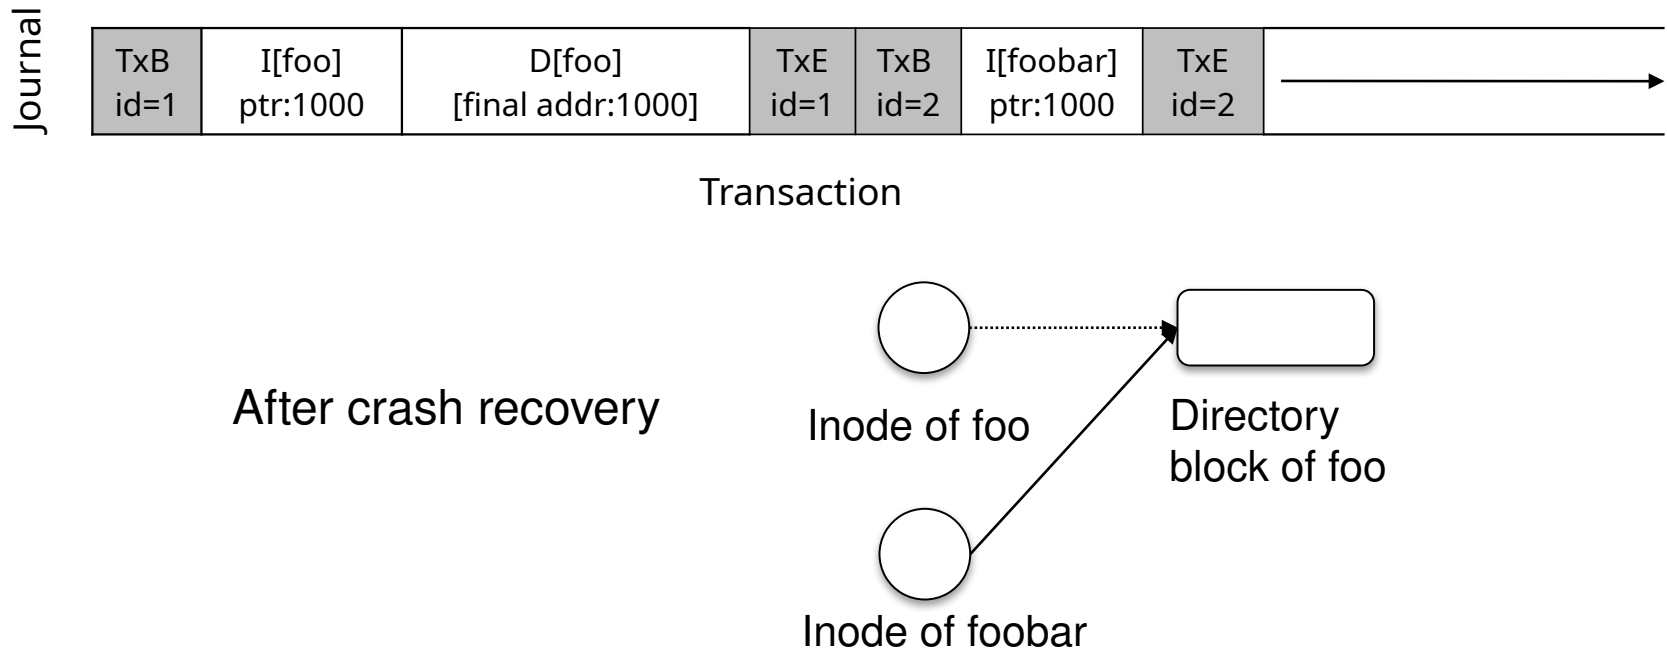 Journal
TxB
id=1
I[foo]
ptr:1000
D[foo]
[final addr:1000]
TxE
id=1
TxB
id=2
I[foobar]
ptr:1000
TxE
id=2
Transaction
After crash recovery
Inode of foo
Directory
block of foo
Inode of foobar